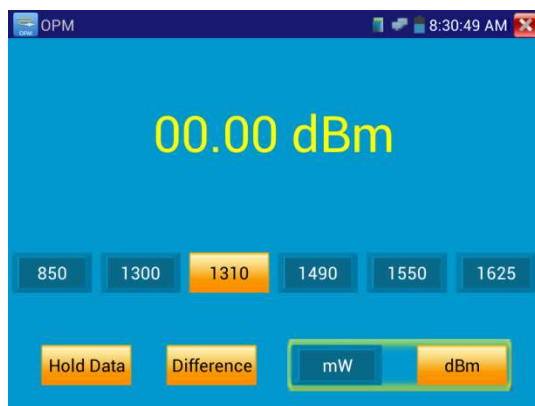 OPM
OPM 8:30:49 AM
00.00 dBm
850 1300 1310 1490 1550 1625
Hold Data Difference mW dBm